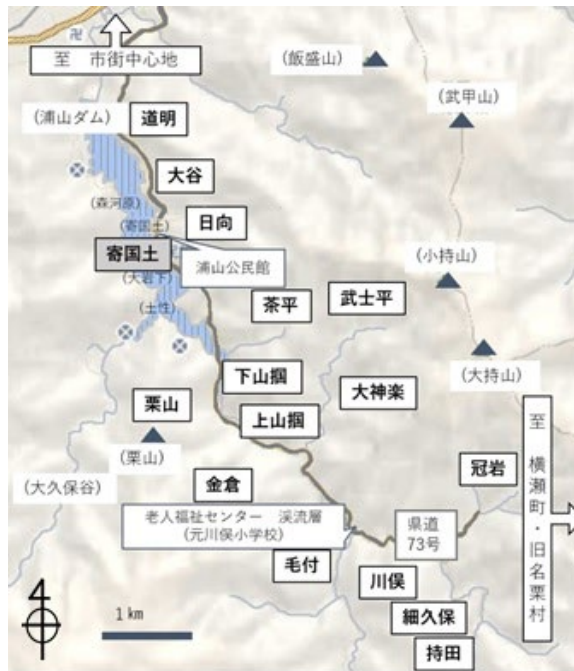 卍
至 市街中心地
(飯盛山)
(武甲山)
(浦山ダム)
道明
大谷
(森河原)
日向
(寄国土)
寄国土
浦山公民館
(小持山)
(大岩下)
(土性)
茶平
武士平
下山掴
大神楽
(大持山)
栗山
上山掴
(栗山)
至 横瀬町・旧名栗村
冠岩
(大久保谷)
金倉
老人福祉センター 渓流層
(元川俣小学校)
県道
73号
毛付
川俣
細久保
持田
4
1 km